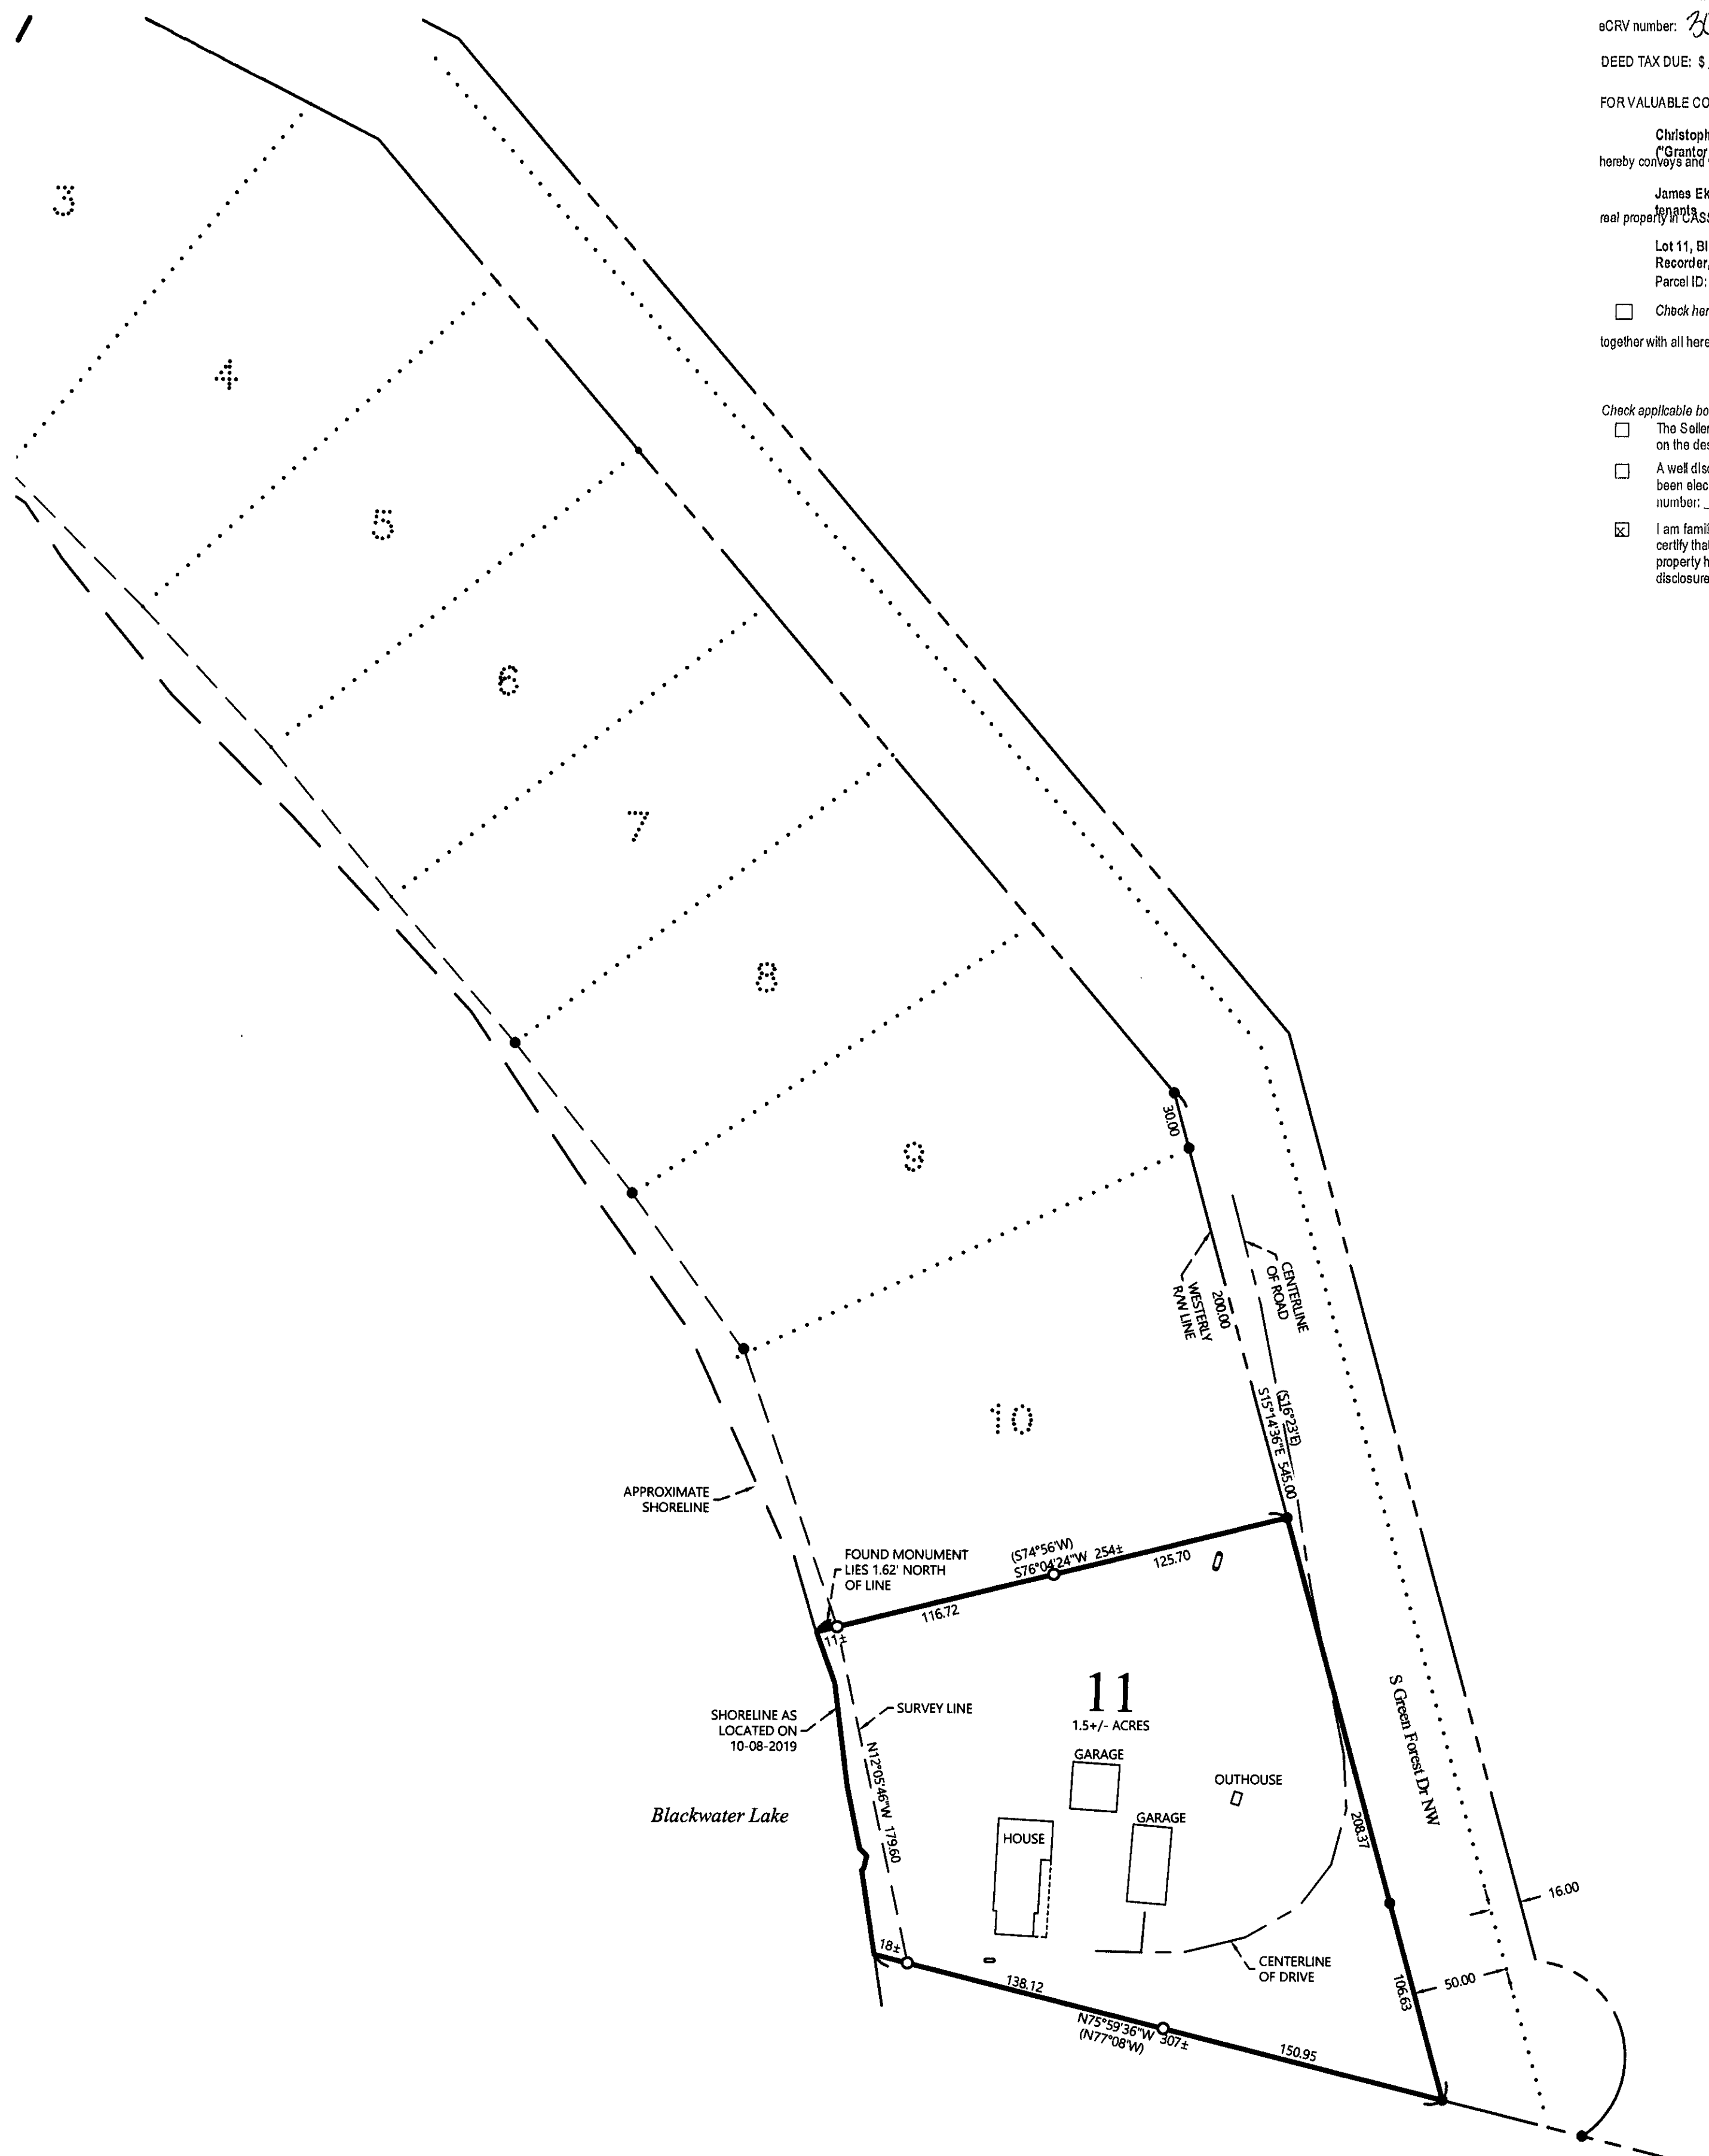 eCRV number:
DEED TAX DUE: $
FOR VALUABLE CO
Christoph
("Grantor
hereby conveys and
James Ek
tenants
real property in CASS
Lot 11, Bl
Recorder,
Parcel ID:
Check her
together with all here
Check applicable bo
The Seller
on the des
A well disc
been elec
number:
x I am famili
certify that
property h
disclosure
3
4
5
6
7
8
9
10
30.00
WESTERLY
R/W LINE
200.00
CENTERLINE
OF ROAD
(S16°23'E)
S15°14'36"E 545.00
APPROXIMATE
SHORELINE
FOUND MONUMENT
LIES 1.62' NORTH
OF LINE
(S74°56'W)
S76°04'24"W 254±
125.70
116.72
11±
11
1.5+/- ACRES
SHORELINE AS
LOCATED ON
10-08-2019
SURVEY LINE
N12°05'46"W 179.60
Blackwater Lake
GARAGE
OUTHOUSE
GARAGE
HOUSE
S Green Forest Dr NW
208.37
16.00
18±
138.12
CENTERLINE
OF DRIVE
106.63
50.00
N75°59'36"W 307±
(N77°08'W)
150.95